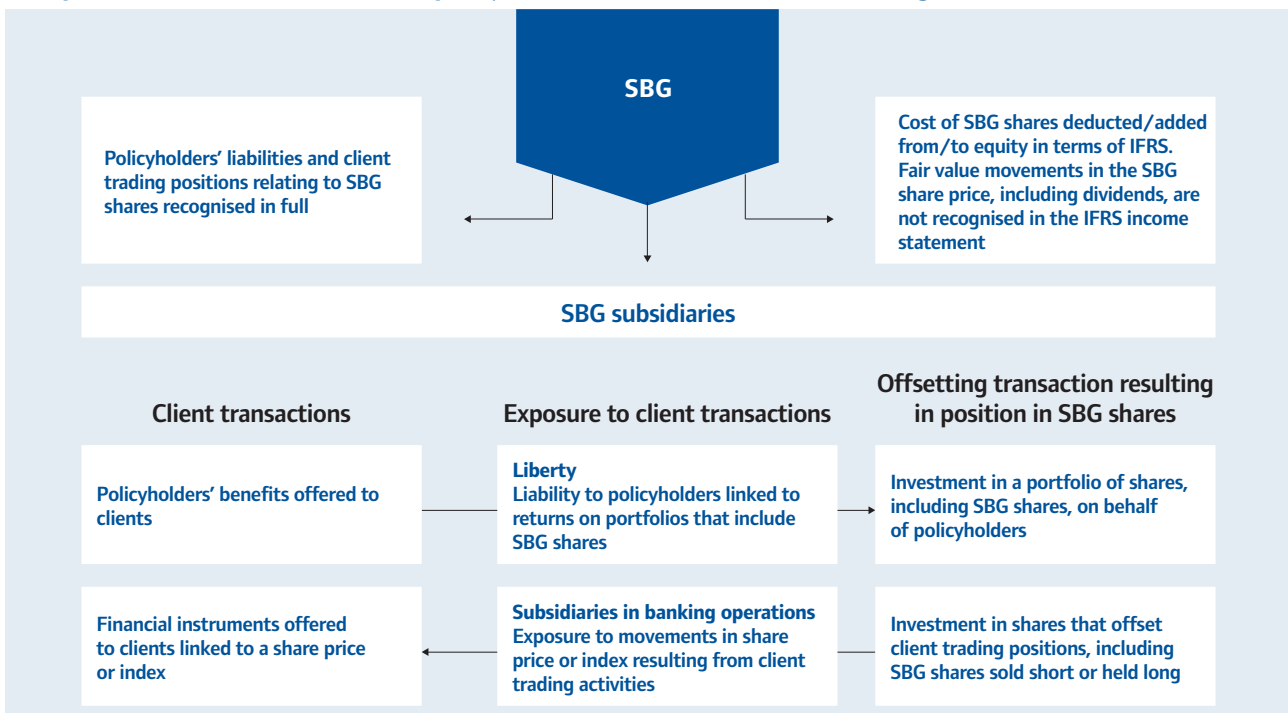 SBG
Policyholders’ liabilities and client
trading positions relating to SBG
shares recognised in full
Cost of SBG shares deducted/added
from/to equity in terms of IFRS.
Fair value movements in the SBG
share price, including dividends, are
not recognised in the IFRS income
statement
SBG subsidiaries
Client transactions
Exposure to client transactions
Offsetting transaction resulting
in position in SBG shares
Policyholders’ benefits offered to
clients
Liberty
Liability to policyholders linked to
returns on portfolios that include
SBG shares
Investment in a portfolio of shares,
including SBG shares, on behalf
of policyholders
Financial instruments offered
to clients linked to a share price
or index
Subsidiaries in banking operations
Exposure to movements in share
price or index resulting from client
trading activities
Investment in shares that offset
client trading positions, including
SBG shares sold short or held long